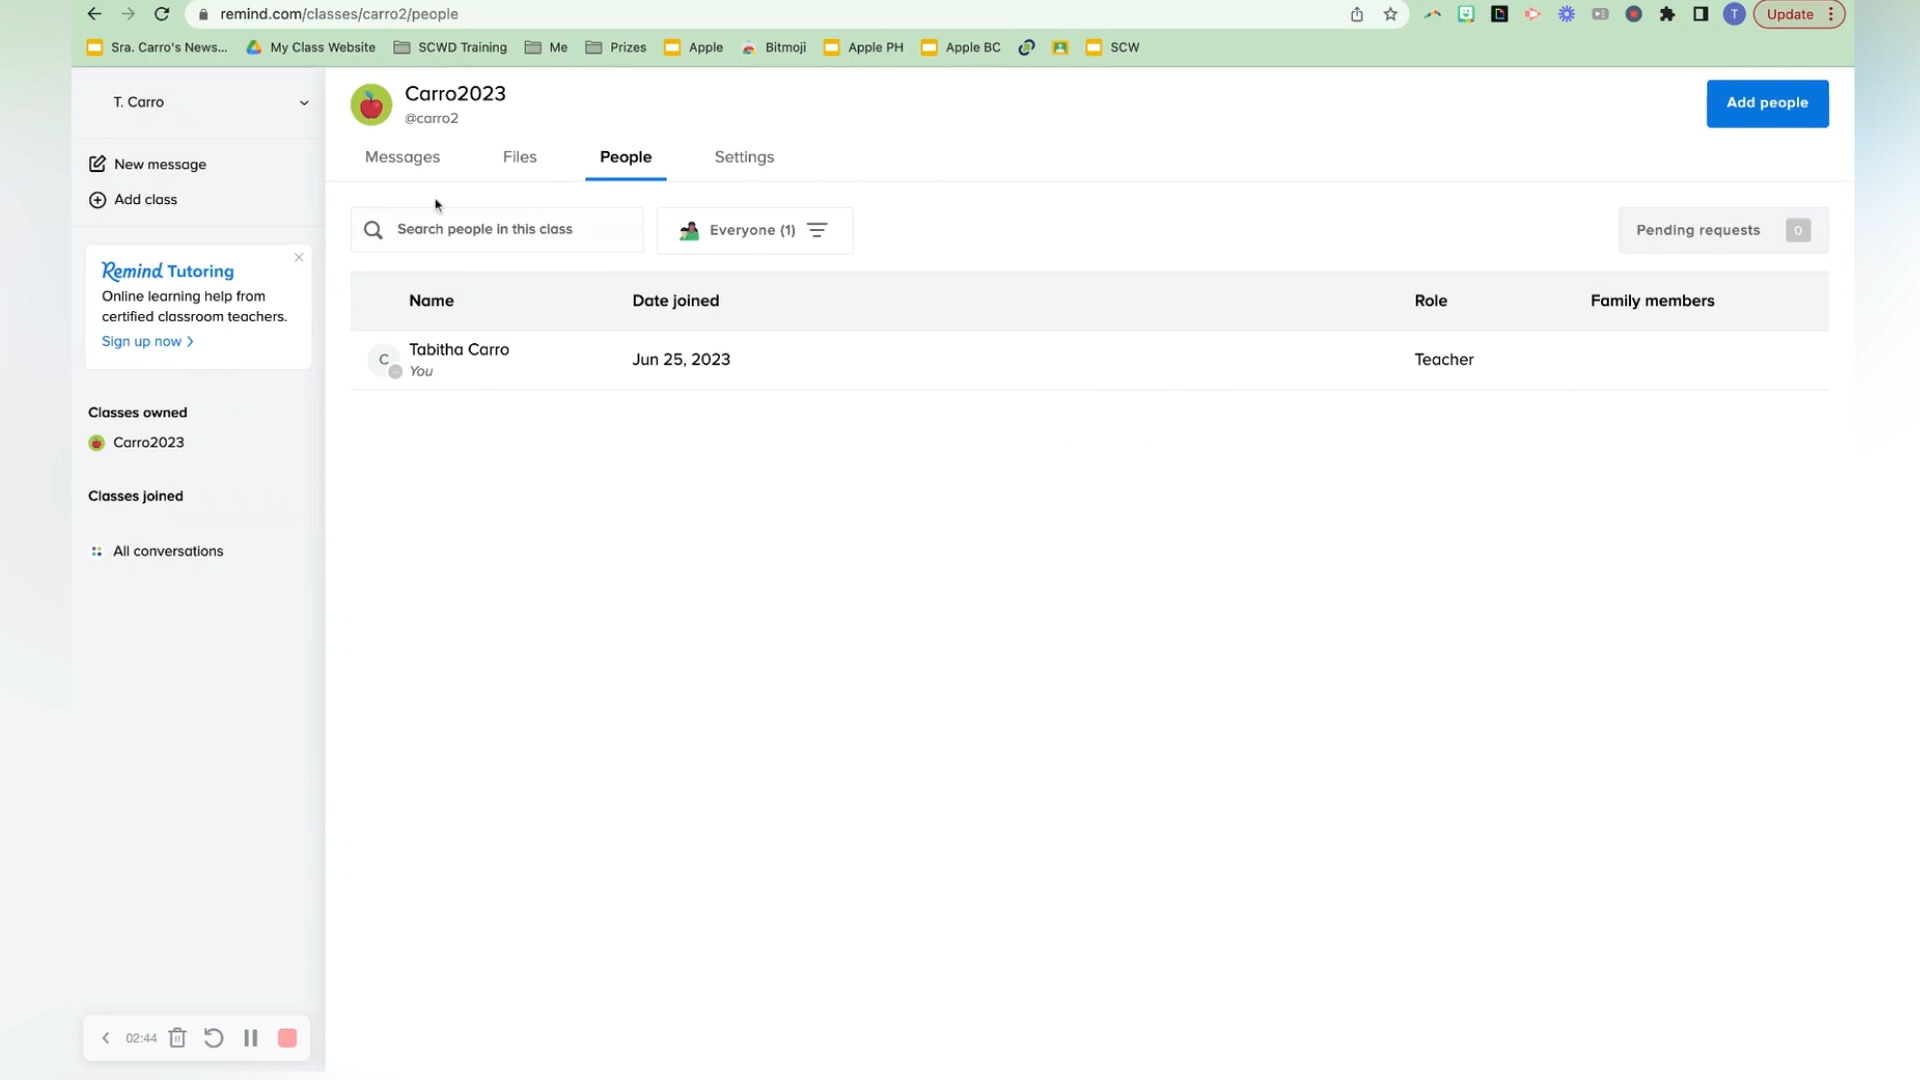 remind.com/classes/carro2/people
T
Update
Sra. Carro's News...
My Class Website
SCWD Training
Me
Prizes
Apple
Bitmoji
Apple PH
Apple BC
SCW
T. Carro
New message
Add class
Remind Tutoring
Online learning help from
certified classroom teachers.
Sign up now
Classes owned
Carro2023
Classes joined
All conversations
02:44
Carro2023
@carro2
Add people
Messages
Files
People
Settings
Search people in this class
Everyone (1)
Pending requests 0
Name
Date joined
Role
Family members
C
Tabitha Carro
You
Jun 25, 2023
Teacher